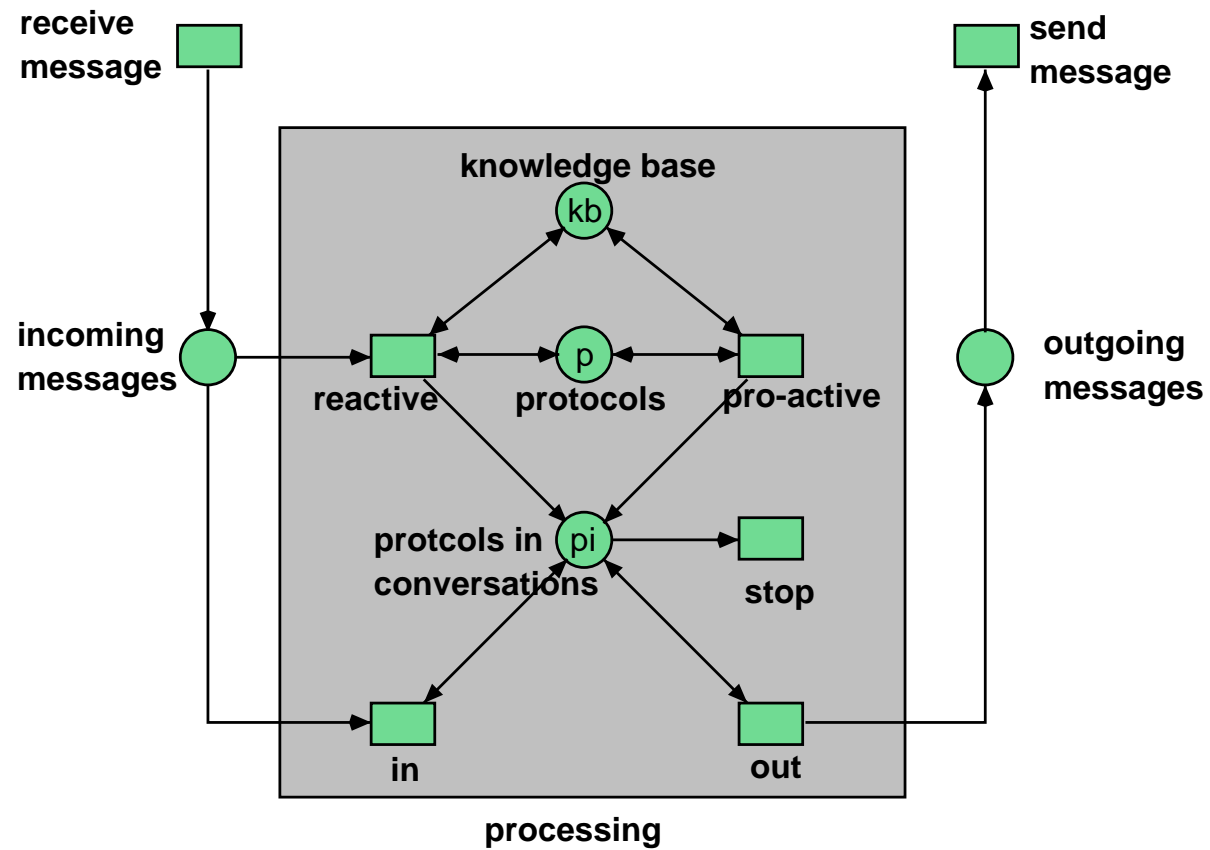 receive
message
send
message
knowledge base
kb
incoming
messages
p
outgoing
messages
reactive
protocols
pro-active
protcols in
conversations
pi
stop
in
out
processing